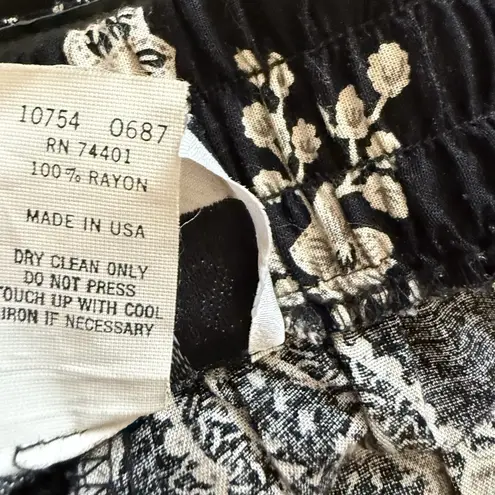 10754 0687
RN 74401
100% RAYON
MADE IN USA
DRY CLEAN ONLY
DO NOT PRESS
TOUCH UP WITH COOL
IRON IF NECESSARY